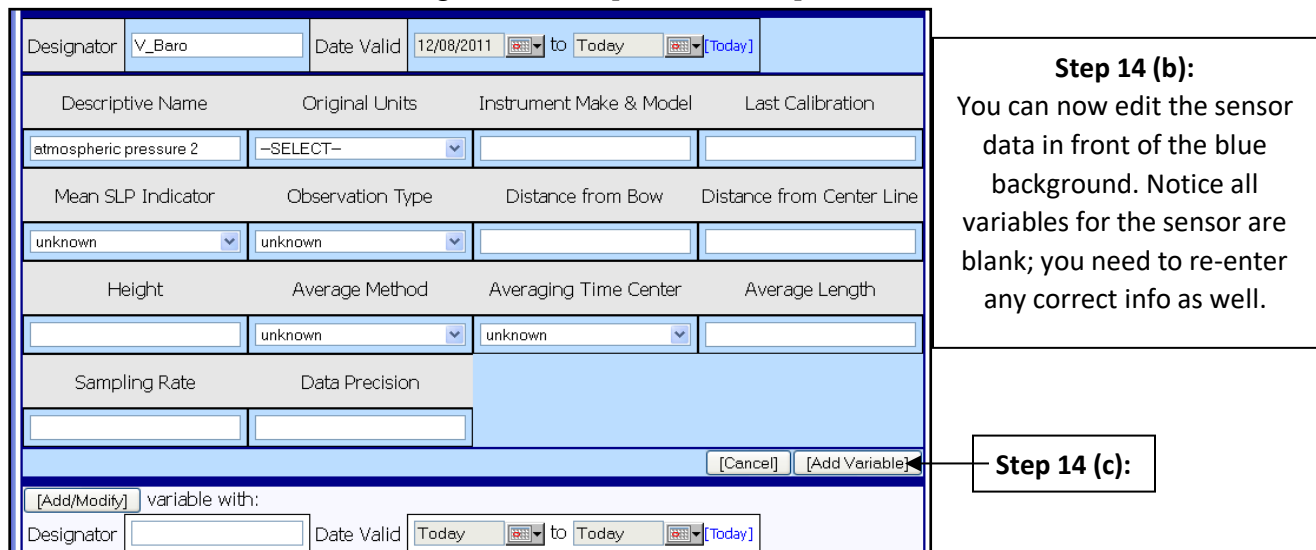 Designator V_Baro Date Valid 12/08/2011 to Today [Today]
Descriptive Name Original Units Instrument Make & Model Last Calibration
atmospheric pressure 2 –SELECT–
Mean SLP Indicator Observation Type Distance from Bow Distance from Center Line
unknown unknown
Height Average Method Averaging Time Center Average Length
unknown unknown
Sampling Rate Data Precision
[Cancel] [Add Variable]
[Add/Modify] variable with:
Designator Date Valid Today to Today [Today]
Step 14 (b):
You can now edit the sensor
data in front of the blue
background. Notice all
variables for the sensor are
blank; you need to re-enter
any correct info as well.
Step 14 (c):